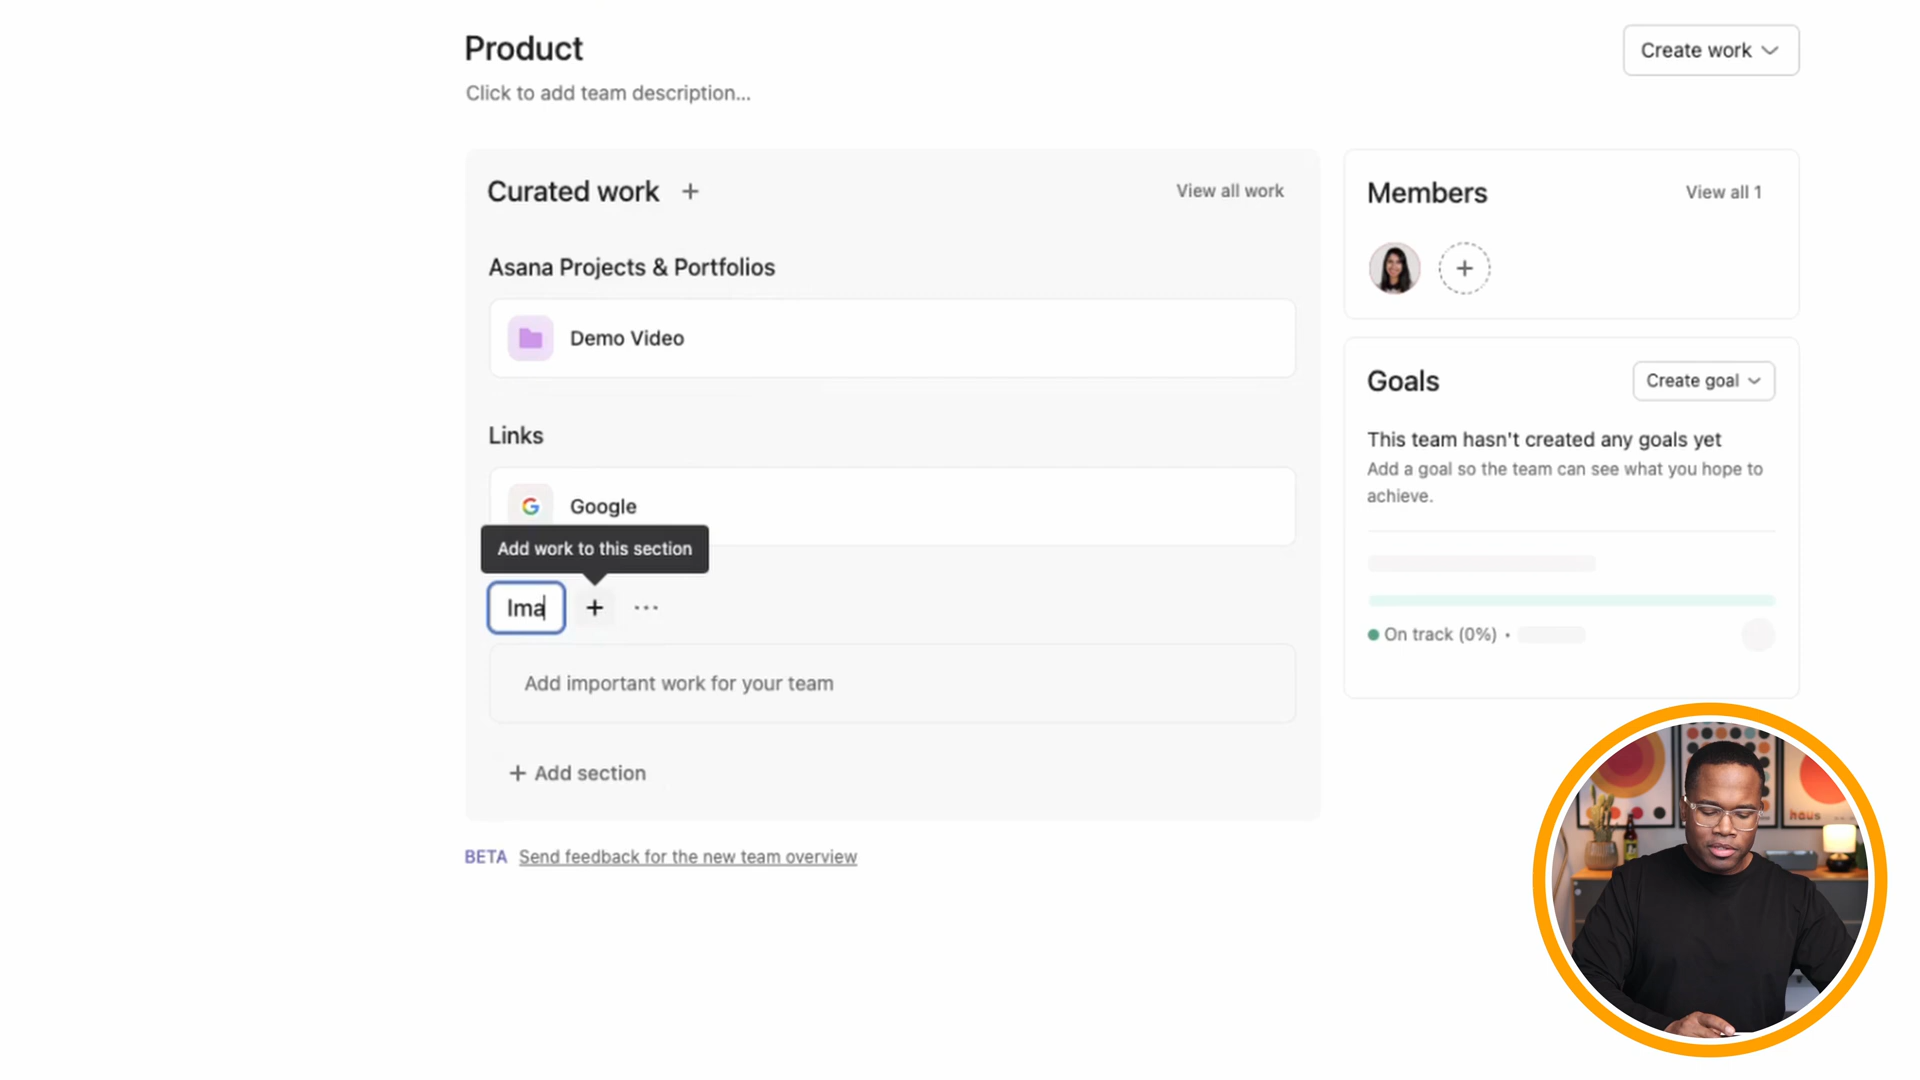 Product
Create work
Click to add team description...
Curated work +
View all work
Members
View all 1
Asana Projects & Portfolios
Demo Video
Goals
Create goal
This team hasn't created any goals yet
Add a goal so the team can see what you hope to
achieve.
Links
Google
Add work to this section
Ima
On track (0%) •
Add important work for your team
+ Add section
BETA Send feedback for the new team overview
haus